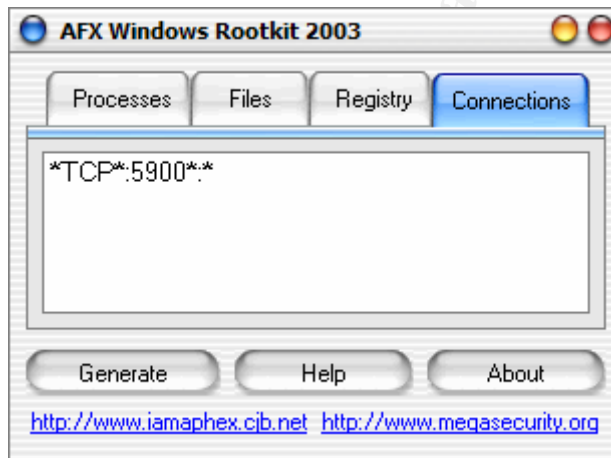 AFX Windows Rootkit 2003
Processes Files Registry Connections
*TCP*:5900*:*
Generate Help About
http://www.iamaphex.cjb.net http://www.megasecurity.org